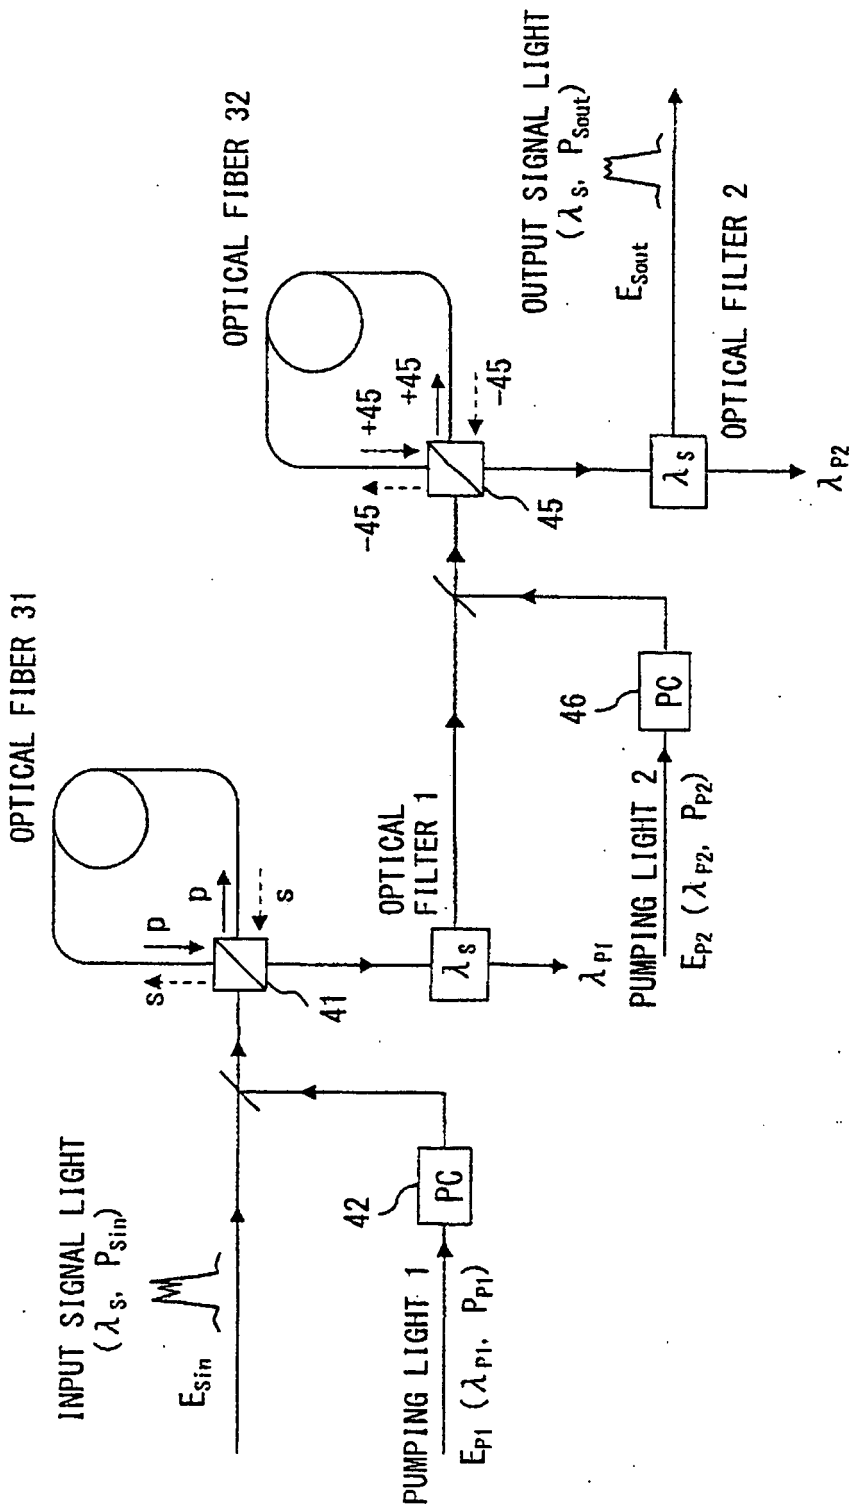 INPUT SIGNAL LIGHT
(λS, PSin)
ESin
PUMPING LIGHT 1
EP1 (λP1, PP1)
42
PC
OPTICAL FIBER 31
s
p
p
s
41
λS
λP1
OPTICAL
FILTER 1
PUMPING LIGHT 2
EP2 (λP2, PP2)
46
PC
OPTICAL FIBER 32
-45
+45
+45
-45
45
λS
λP2
OPTICAL FILTER 2
OUTPUT SIGNAL LIGHT
(λS, PSout)
ESout